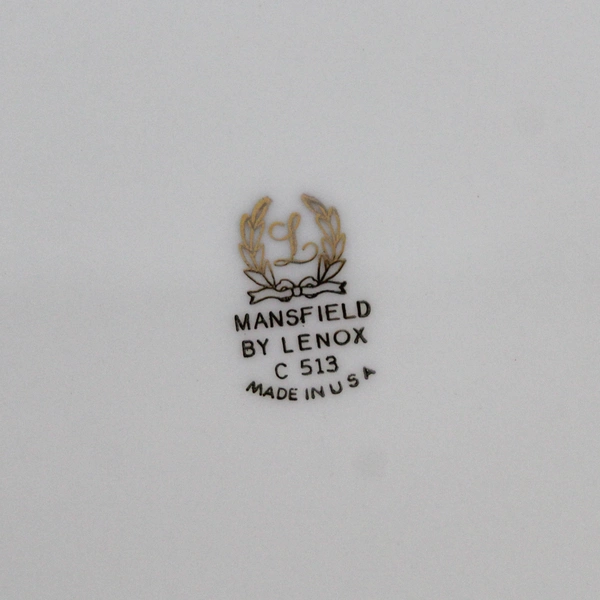 L
MANSFIELD
BY LENOX
C 513
MADE IN USA